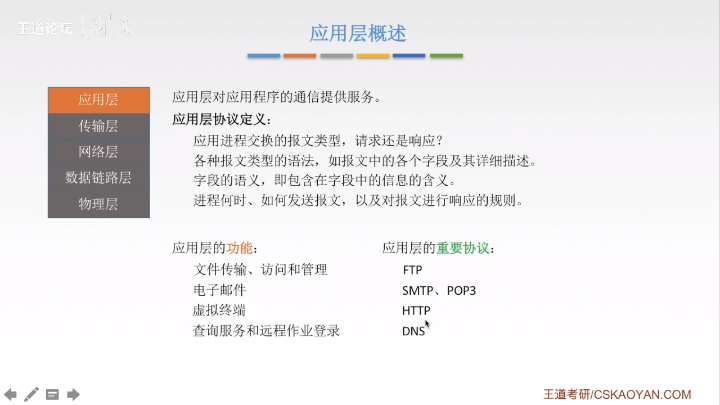 王道论坛
应用层概述
应用层
传输层
网络层
数据链路层
物理层
应用层对应用程序的通信提供服务。
应用层协议定义：
应用进程交换的报文类型，请求还是响应？
各种报文类型的语法，如报文中的各个字段及其详细描述。
字段的语义，即包含在字段中的信息的含义。
进程何时、如何发送报文，以及对报文进行响应的规则。
应用层的功能：
文件传输、访问和管理
电子邮件
虚拟终端
查询服务和远程作业登录
应用层的重要协议：
FTP
SMTP、POP3
HTTP
DNS
王道考研/CSKAOYAN.COM